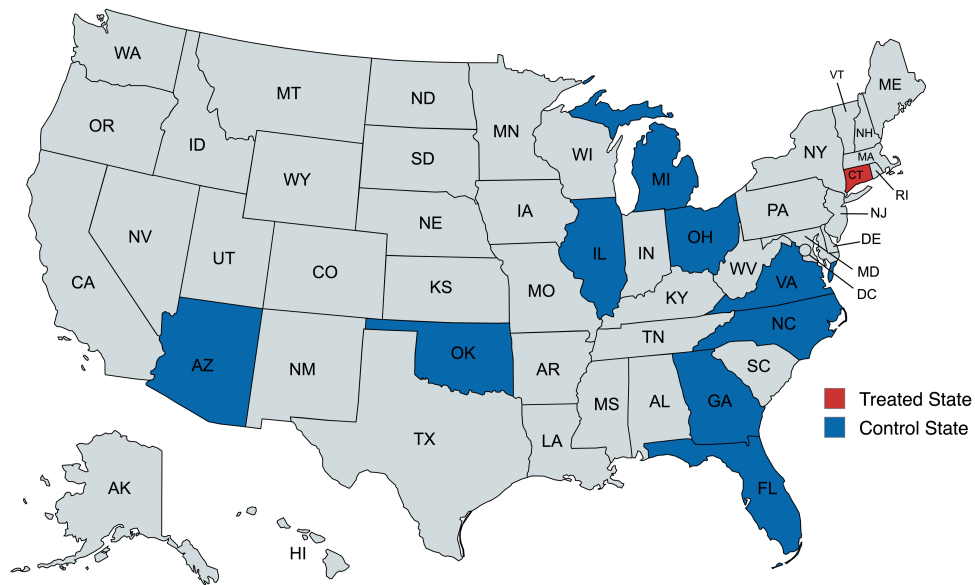 WA
MT
ND
MN
VT
ME
OR
ID
SD
WI
NY
NH
MA
WY
MI
CT
RI
NE
IA
PA
NJ
NV
UT
CO
IL
IN
OH
DE
CA
KS
MO
WV
VA
MD
KY
DC
AZ
NM
OK
TN
NC
AR
SC
MS
AL
GA
Treated State
Control State
TX
LA
FL
AK
HI